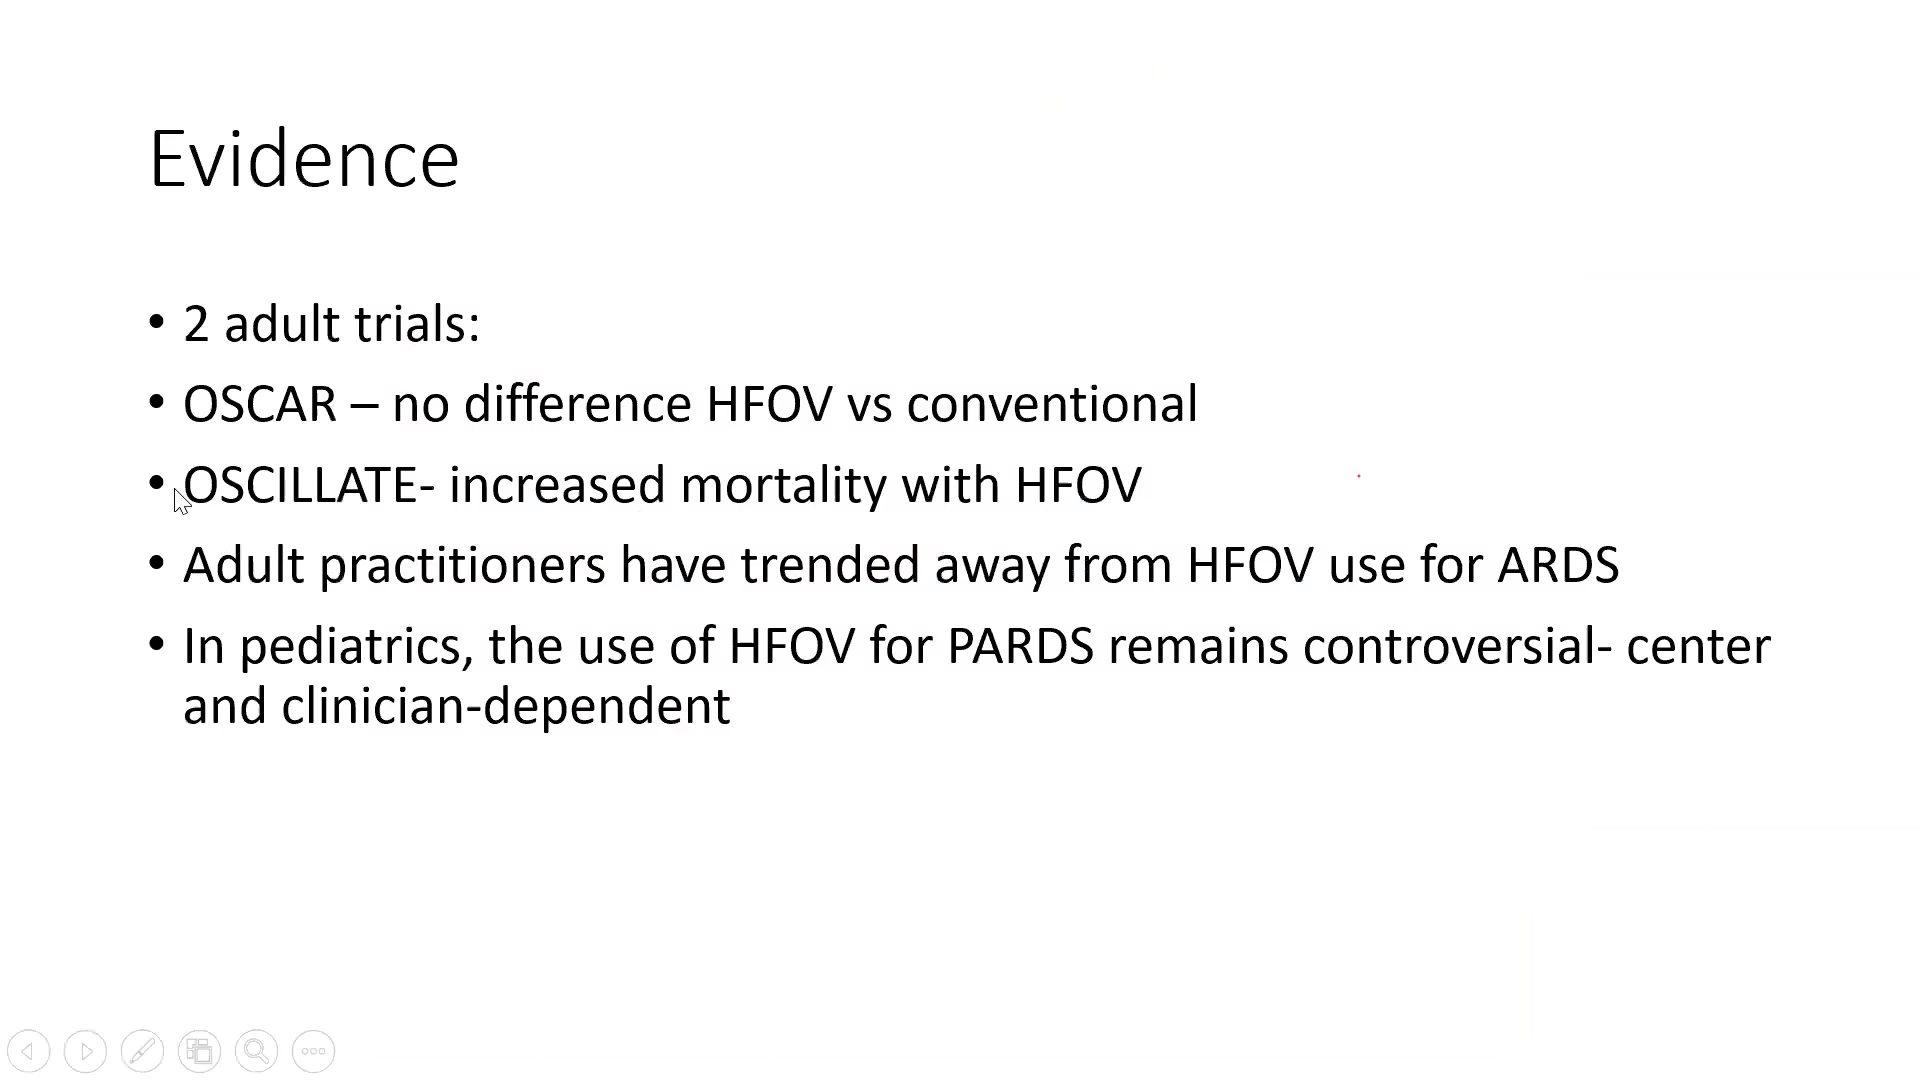 Evidence
• 2 adult trials:
• OSCAR – no difference HFOV vs conventional
• OSCILLATE- increased mortality with HFOV
• Adult practitioners have trended away from HFOV use for ARDS
• In pediatrics, the use of HFOV for PARDS remains controversial- center
and clinician-dependent